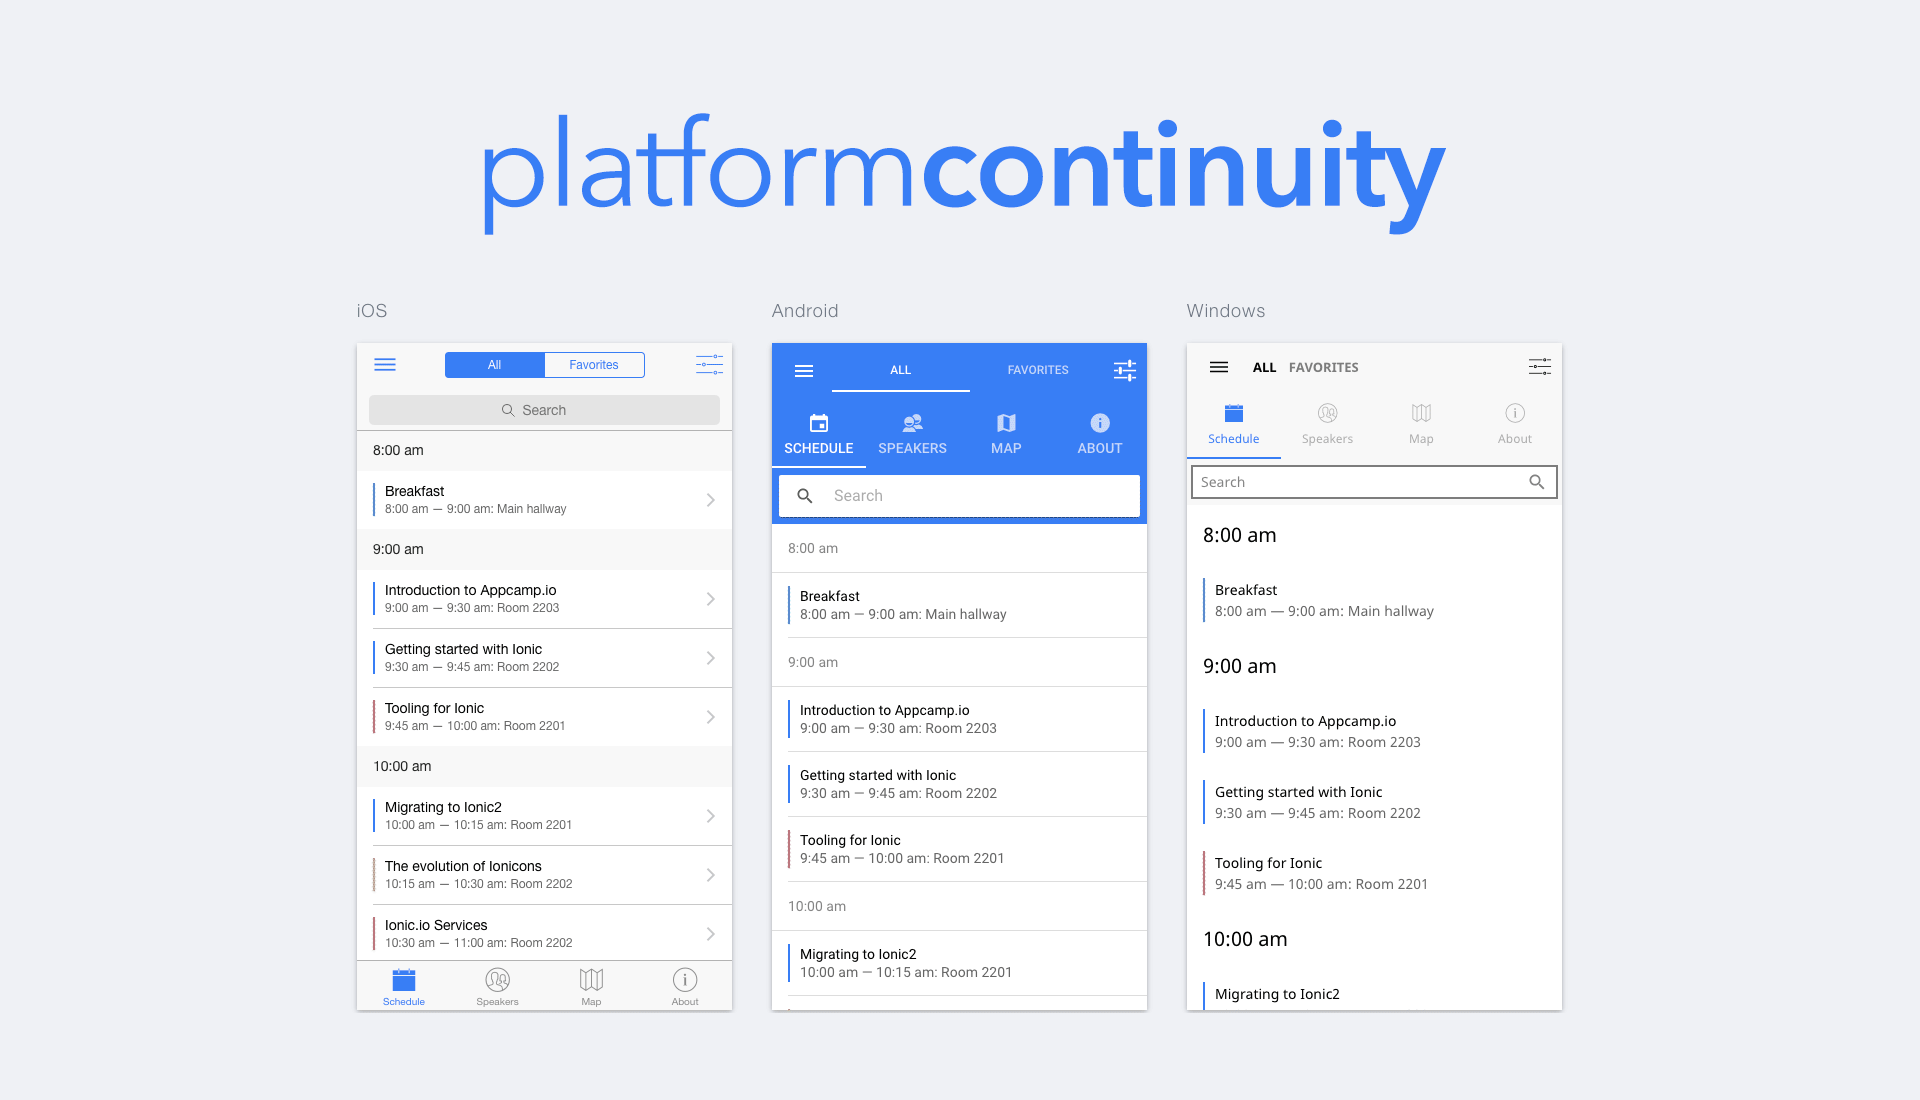 platformcontinuity
iOS
All Favorites
Search
8:00 am
Breakfast
8:00 am — 9:00 am: Main hallway
9:00 am
Introduction to Appcamp.io
9:00 am — 9:30 am: Room 2203
Getting started with Ionic
9:30 am — 9:45 am: Room 2202
Tooling for Ionic
9:45 am — 10:00 am: Room 2201
10:00 am
Migrating to Ionic2
10:00 am — 10:15 am: Room 2201
The evolution of Ionicons
10:15 am — 10:30 am: Room 2202
Ionic.io Services
10:30 am — 11:00 am: Room 2202
Schedule Speakers Map About
Android
ALL FAVORITES
SCHEDULE SPEAKERS MAP ABOUT
Search
8:00 am
Breakfast
8:00 am — 9:00 am: Main hallway
9:00 am
Introduction to Appcamp.io
9:00 am — 9:30 am: Room 2203
Getting started with Ionic
9:30 am — 9:45 am: Room 2202
Tooling for Ionic
9:45 am — 10:00 am: Room 2201
10:00 am
Migrating to Ionic2
10:00 am — 10:15 am: Room 2201
Windows
ALL FAVORITES
Schedule Speakers Map About
Search
8:00 am
Breakfast
8:00 am — 9:00 am: Main hallway
9:00 am
Introduction to Appcamp.io
9:00 am — 9:30 am: Room 2203
Getting started with Ionic
9:30 am — 9:45 am: Room 2202
Tooling for Ionic
9:45 am — 10:00 am: Room 2201
10:00 am
Migrating to Ionic2